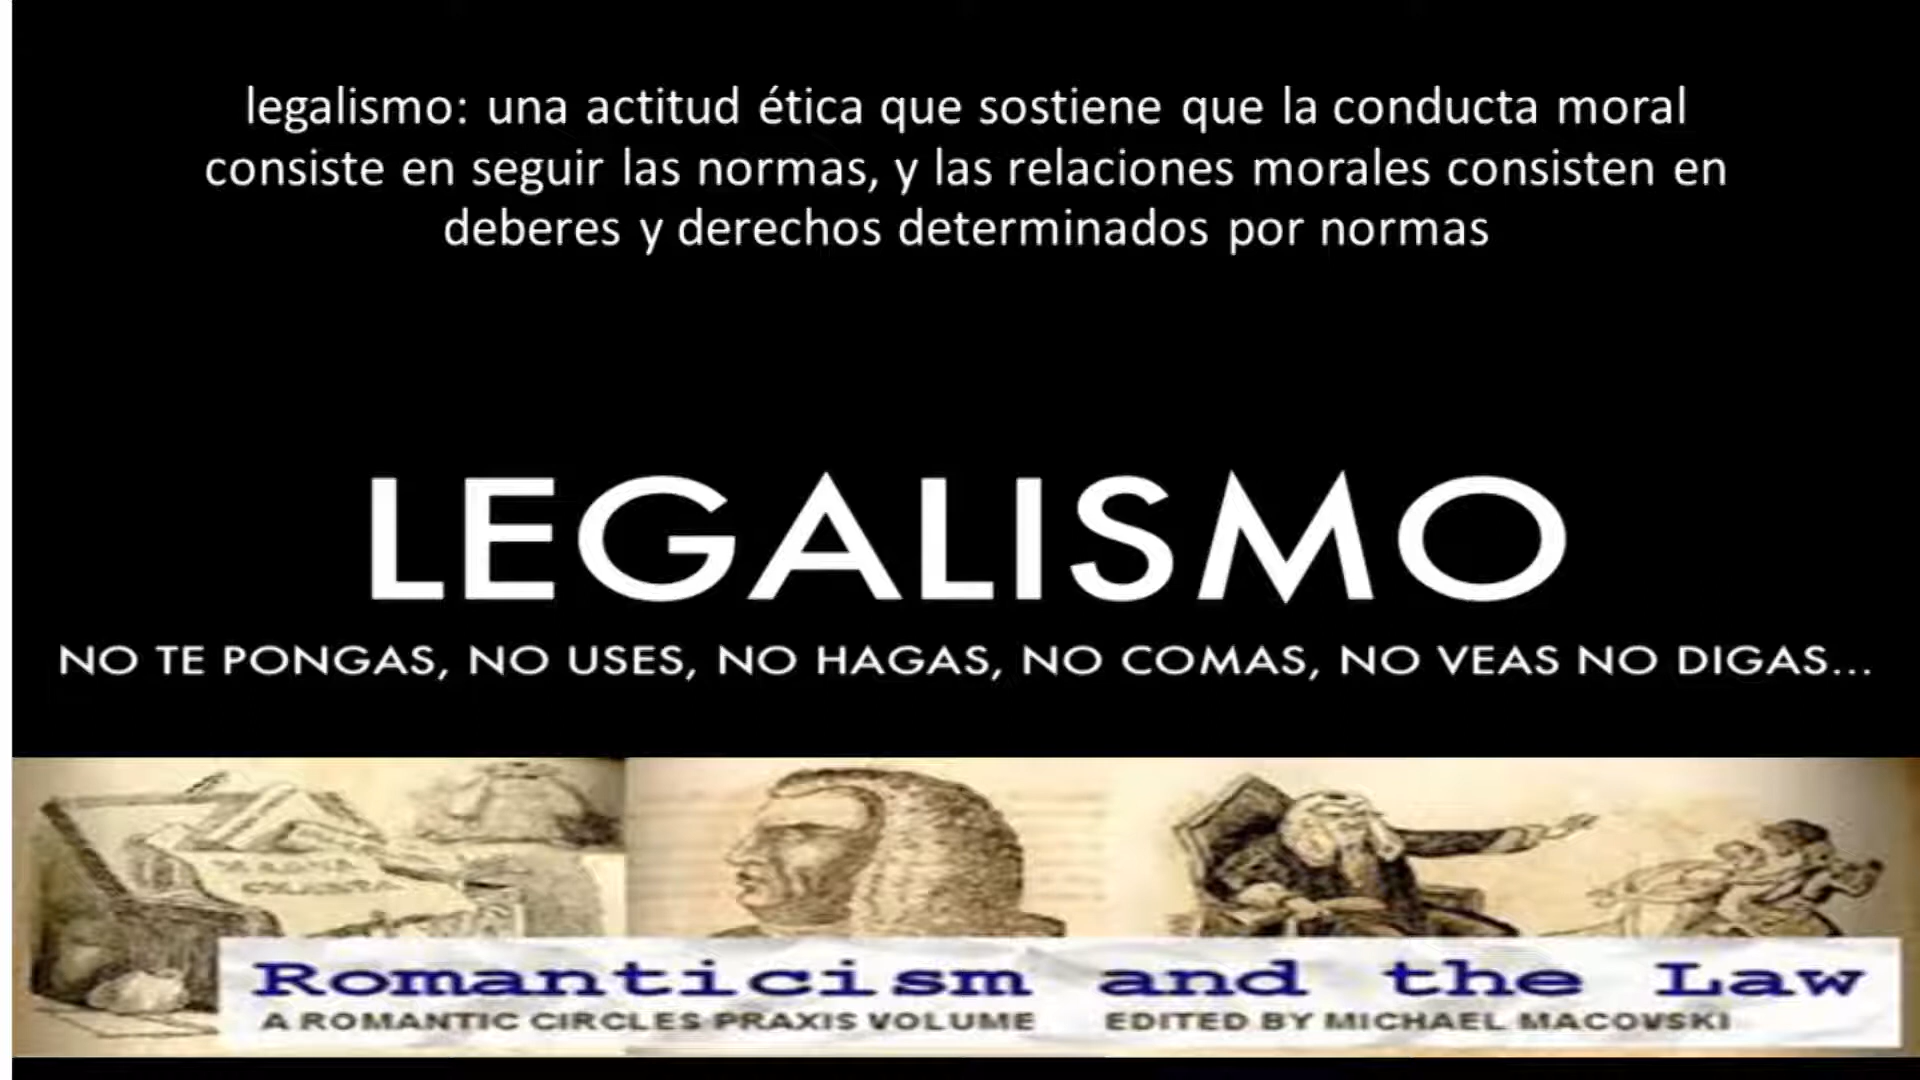 legalismo: una actitud ética que sostiene que la conducta moral
consiste en seguir las normas, y las relaciones morales consisten en
deberes y derechos determinados por normas
LEGALISMO
NO TE PONGAS, NO USES, NO HAGAS, NO COMAS, NO VEAS NO DIGAS...
Romanticism and the Law
A ROMANTIC CIRCLES PRAXIS VOLUME EDITED BY MICHAEL MACOVSKI